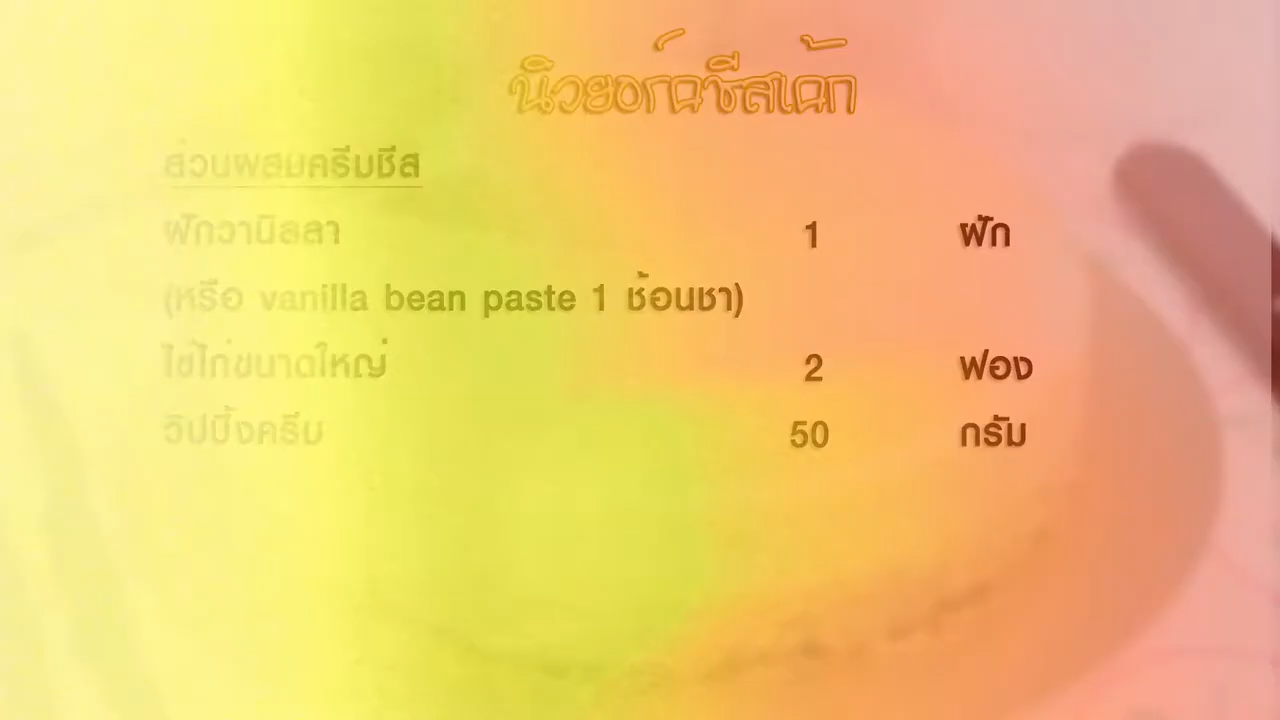 นิวยอร์คชีสเค้ก
ส่วนผสมครีมชีส
ฝักวานิลลา 1 ฝัก
(หรือ vanilla bean paste 1 ช้อนชา)
ไข่ไก่ขนาดใหญ่ 2 ฟอง
วิปปิ้งครีม 50 กรัม